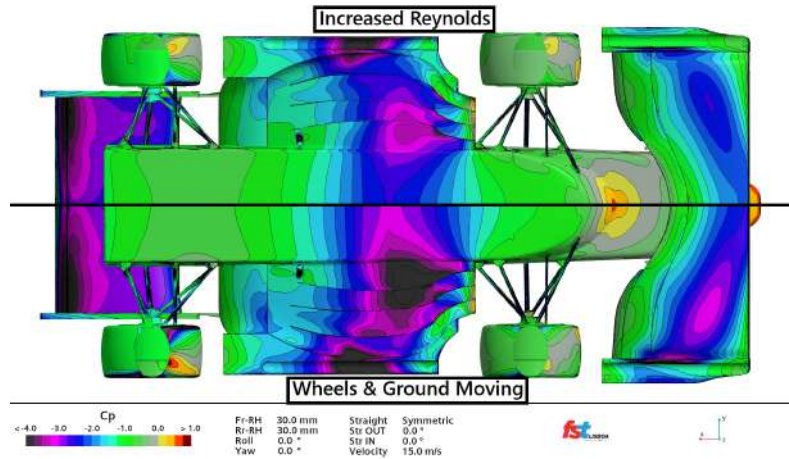 Increased Reynolds
Wheels & Ground Moving
Cp
<-4.0 -3.0 -2.0 -1.0 0.0 > 1.0
Fr-RH 30.0 mm Straight Symmetric
Rr-RH 30.0 mm Str OUT 0.0 °
Roll 0.0 ° Str IN 0.0 °
Yaw 0.0 ° Velocity 15.0 m/s
fst LISBOA
Y
X
Z